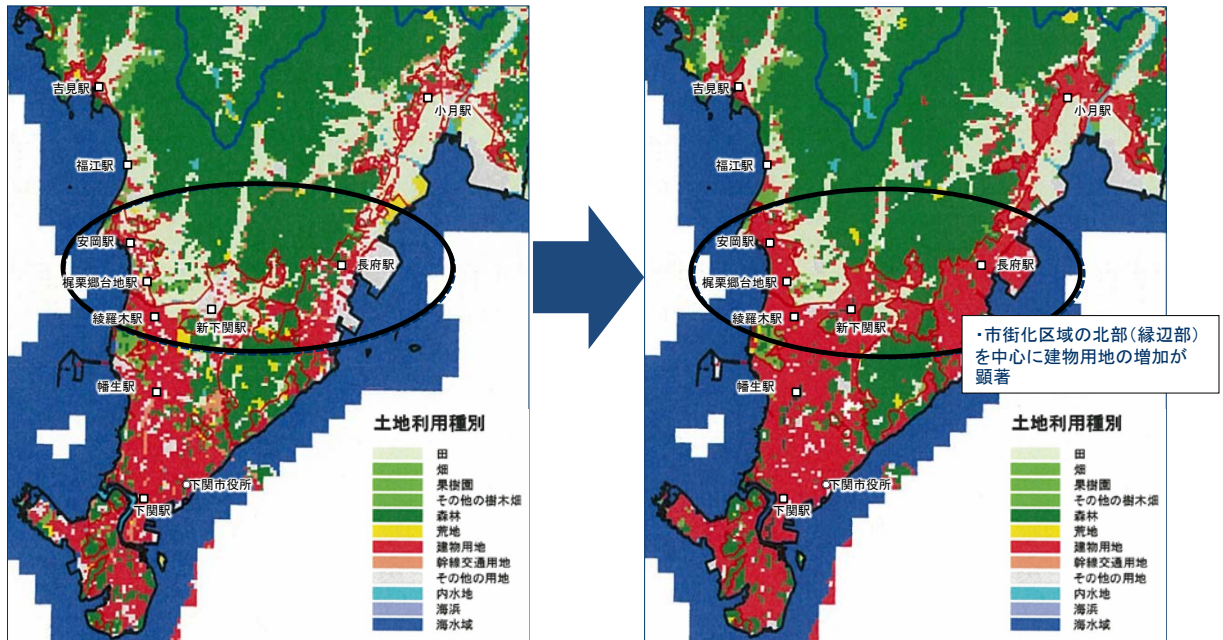 吉見駅
小月駅
福江駅
安岡駅
長府駅
梶栗郷台地駅
綾羅木駅
新下関駅
幡生駅
下関市役所
下関駅
土地利用種別
田
畑
果樹園
その他の樹木畑
森林
荒地
建物用地
幹線交通用地
その他の用地
内水地
海浜
海水域
吉見駅
小月駅
福江駅
安岡駅
長府駅
梶栗郷台地駅
綾羅木駅
新下関駅
・市街化区域の北部(縁辺部)
を中心に建物用地の増加が
顕著
幡生駅
下関市役所
下関駅
土地利用種別
田
畑
果樹園
その他の樹木畑
森林
荒地
建物用地
幹線交通用地
その他の用地
内水地
海浜
海水域